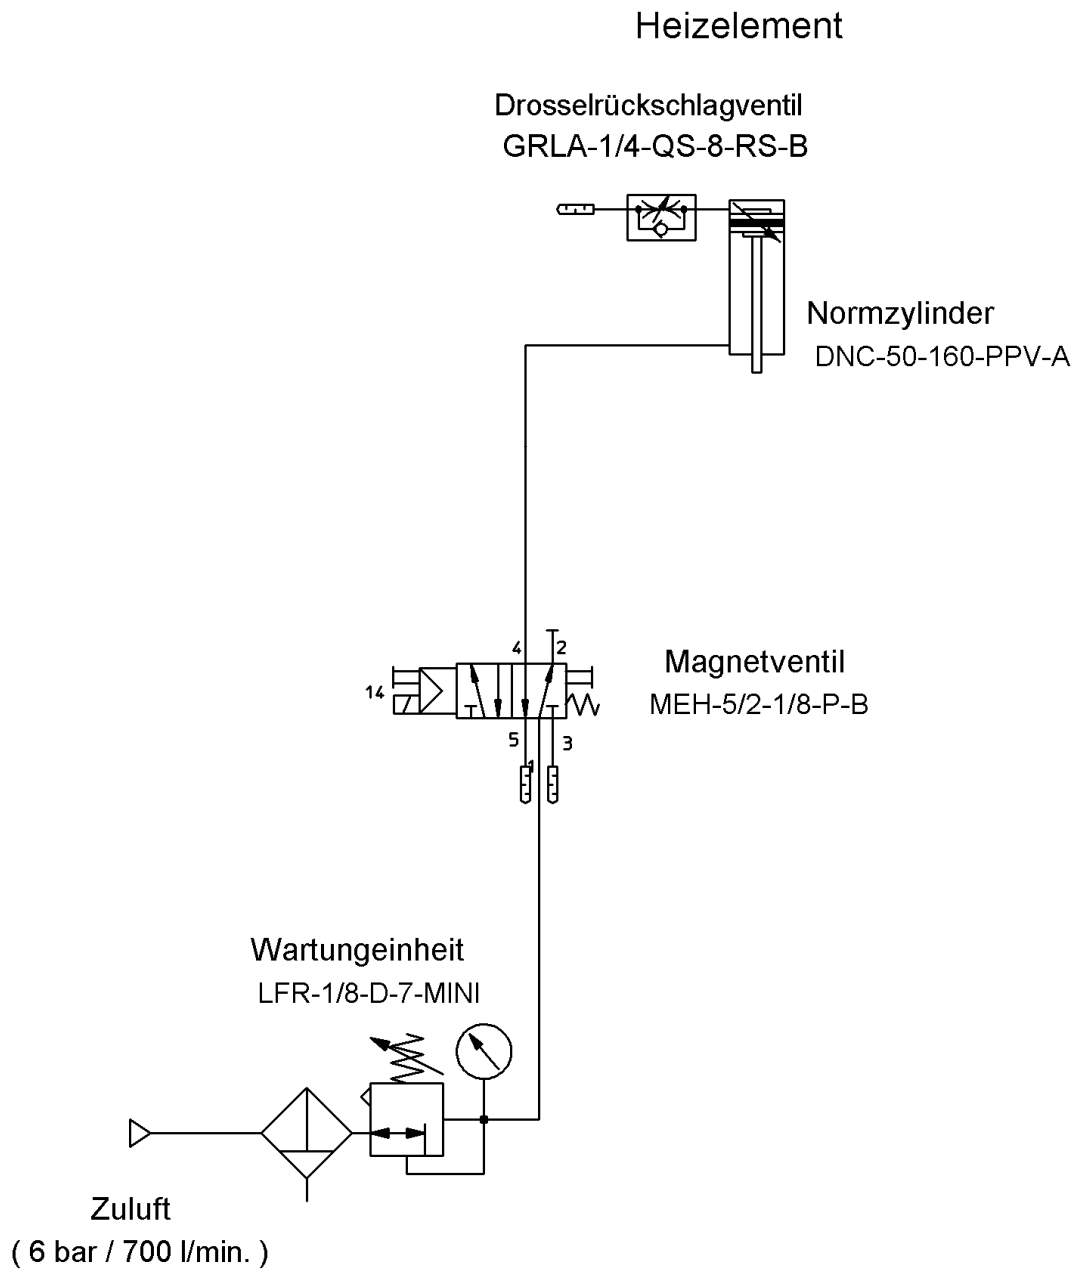 Heizelement
Drosselrückschlagventil
GRLA-1/4-QS-8-RS-B
Normzylinder
DNC-50-160-PPV-A
4 2
Magnetventil
14
MEH-5/2-1/8-P-B
5 3
1
Wartungeinheit
LFR-1/8-D-7-MINI
Zuluft
( 6 bar / 700 l/min. )